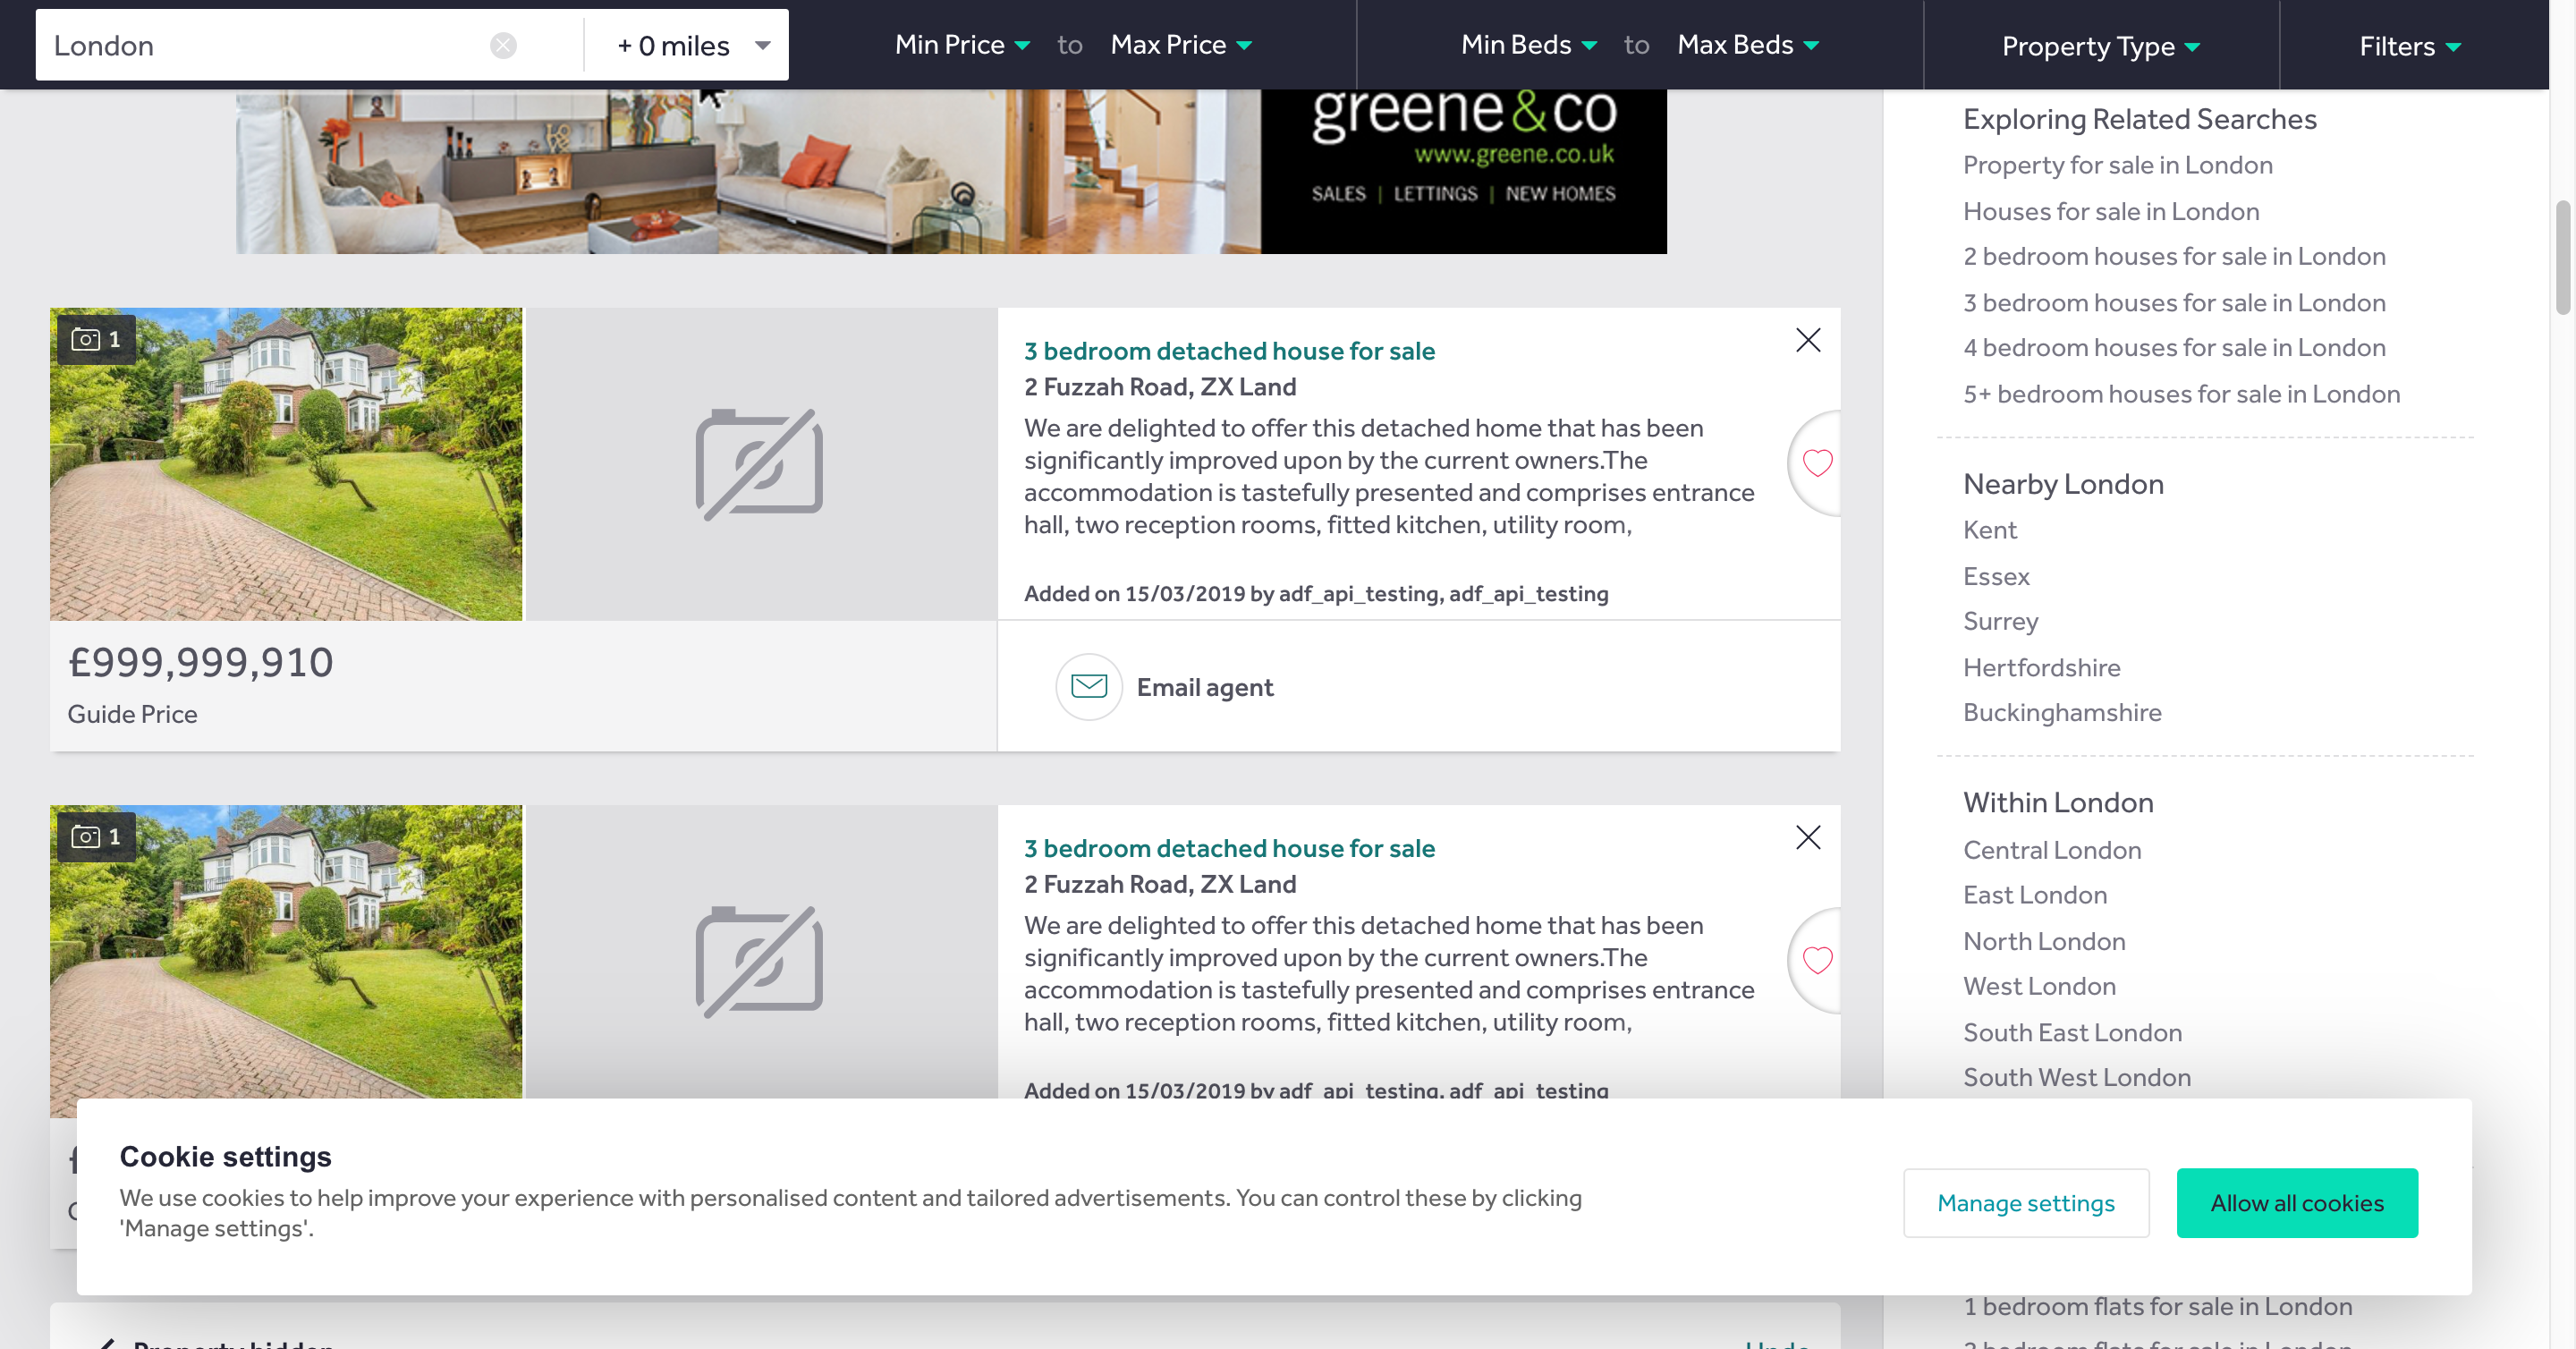 London
+ 0 miles
Min Price to Max Price
Min Beds to Max Beds
Property Type
Filters
greene&co
www.greene.co.uk
SALES | LETTINGS | NEW HOMES
1
3 bedroom detached house for sale
2 Fuzzah Road, ZX Land
We are delighted to offer this detached home that has been
significantly improved upon by the current owners.The
accommodation is tastefully presented and comprises entrance
hall, two reception rooms, fitted kitchen, utility room,
Added on 15/03/2019 by adf_api_testing, adf_api_testing
£999,999,910
Guide Price
Email agent
1
3 bedroom detached house for sale
2 Fuzzah Road, ZX Land
We are delighted to offer this detached home that has been
significantly improved upon by the current owners.The
accommodation is tastefully presented and comprises entrance
hall, two reception rooms, fitted kitchen, utility room,
Added on 15/03/2019 by adf_api_testing, adf_api_testing
Exploring Related Searches
Property for sale in London
Houses for sale in London
2 bedroom houses for sale in London
3 bedroom houses for sale in London
4 bedroom houses for sale in London
5+ bedroom houses for sale in London
Nearby London
Kent
Essex
Surrey
Hertfordshire
Buckinghamshire
Within London
Central London
East London
North London
West London
South East London
South West London
Cookie settings
We use cookies to help improve your experience with personalised content and tailored advertisements. You can control these by clicking
'Manage settings'.
Manage settings
Allow all cookies
1 bedroom flats for sale in London
Property hidden
Undo